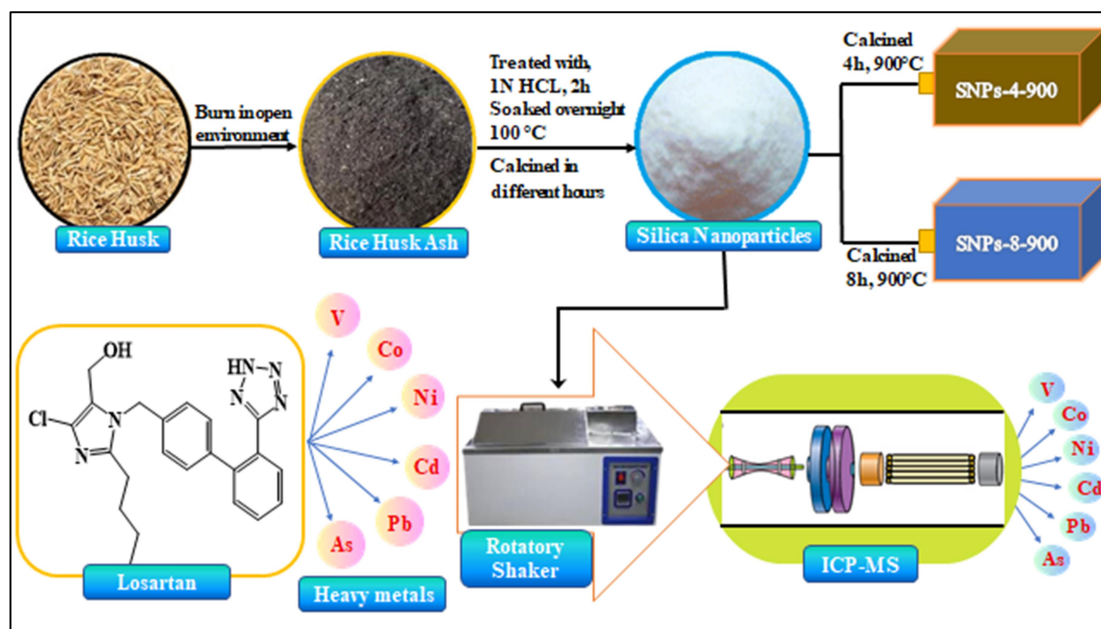 Burn in open
environment
Treated with,
1N HCL, 2h
Soaked overnight
100 °C
Calcined in
different hours
Calcined
4h, 900°C
SNPs-4-900
SNPs-8-900
Calcined
8h, 900°C
Rice Husk
Rice Husk Ash
Silica Nanoparticles
OH
Cl
N
N
HN
N
N
N
Losartan
V
Co
Ni
Cd
Pb
As
Heavy metals
Rotatory
Shaker
ICP-MS
V
Co
Ni
Cd
Pb
As